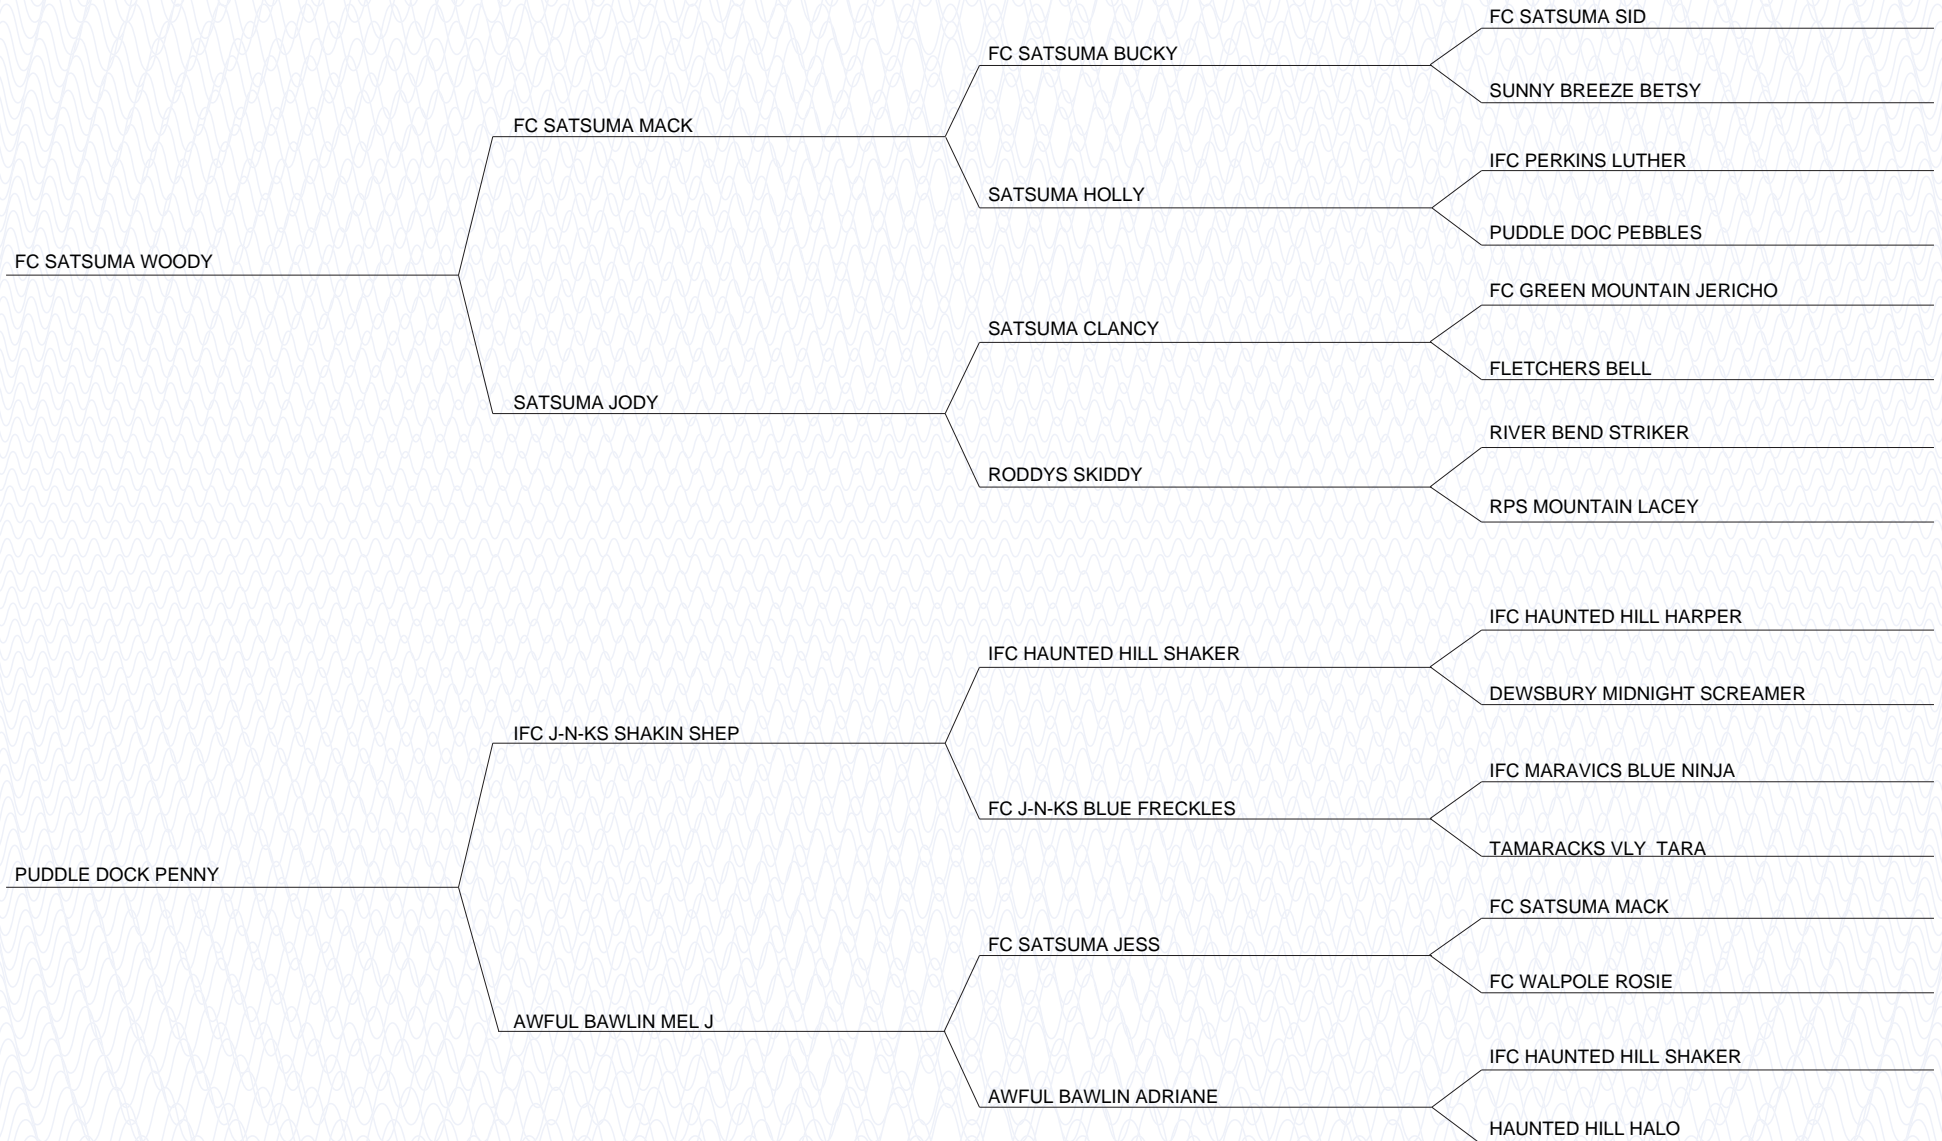 FC SATSUMA SID
FC SATSUMA BUCKY
SUNNY BREEZE BETSY
FC SATSUMA MACK
IFC PERKINS LUTHER
SATSUMA HOLLY
PUDDLE DOC PEBBLES
FC SATSUMA WOODY
FC GREEN MOUNTAIN JERICHO
SATSUMA CLANCY
FLETCHERS BELL
SATSUMA JODY
RIVER BEND STRIKER
RODDYS SKIDDY
RPS MOUNTAIN LACEY
IFC HAUNTED HILL HARPER
IFC HAUNTED HILL SHAKER
DEWSBURY MIDNIGHT SCREAMER
IFC J-N-KS SHAKIN SHEP
IFC MARAVICS BLUE NINJA
FC J-N-KS BLUE FRECKLES
TAMARACKS VLY  TARA
PUDDLE DOCK PENNY
FC SATSUMA MACK
FC SATSUMA JESS
FC WALPOLE ROSIE
AWFUL BAWLIN MEL J
IFC HAUNTED HILL SHAKER
AWFUL BAWLIN ADRIANE
HAUNTED HILL HALO